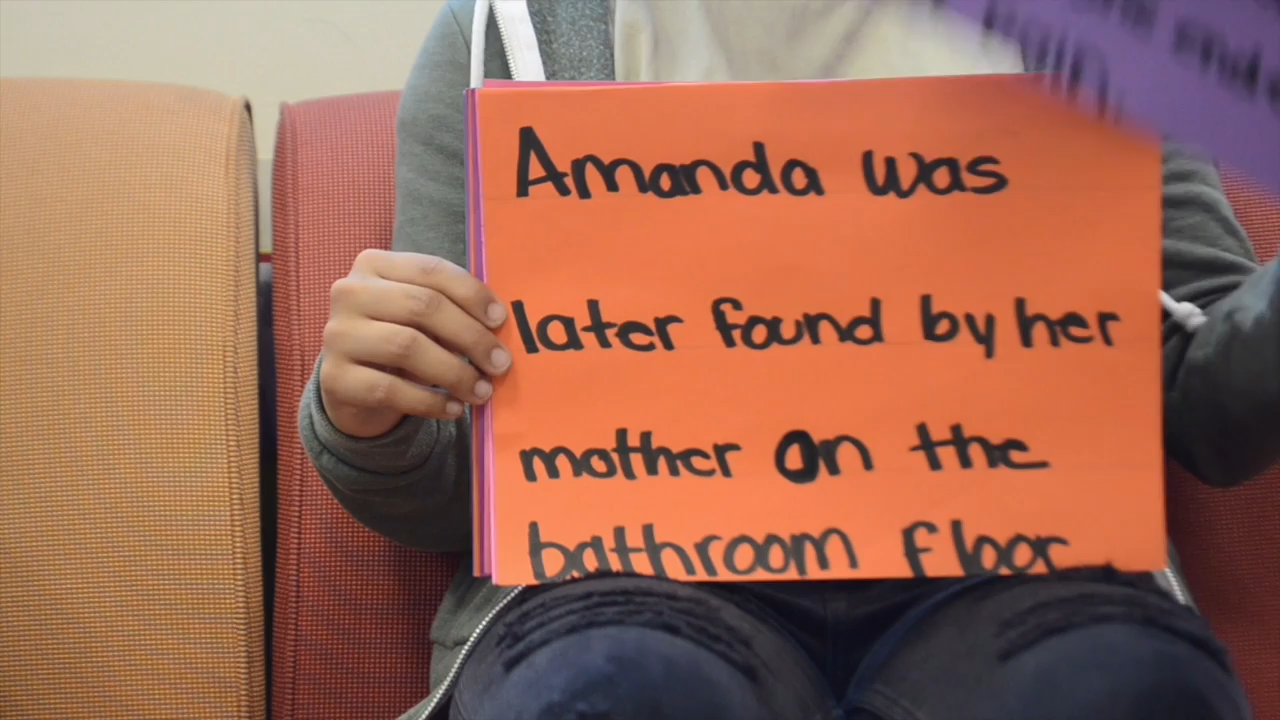 Amanda was
later found by her
mother on the
bathroom floor